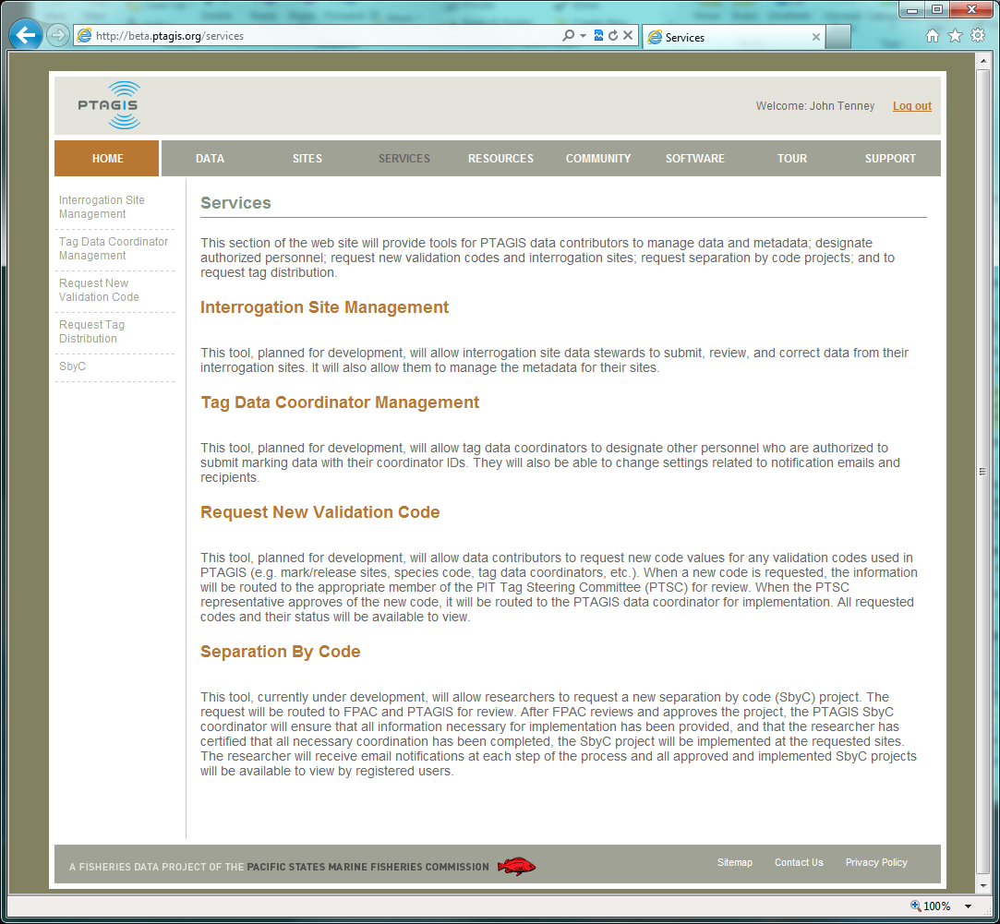 http://beta.ptagis.org/services
Services
PTAGIS
Welcome: John Tenney
Log out
HOME
DATA
SITES
SERVICES
RESOURCES
COMMUNITY
SOFTWARE
TOUR
SUPPORT
Interrogation Site
Management
Tag Data Coordinator
Management
Request New
Validation Code
Request Tag
Distribution
SbyC
Services
This section of the web site will provide tools for PTAGIS data contributors to manage data and metadata; designate
authorized personnel; request new validation codes and interrogation sites; request separation by code projects; and to
request tag distribution.
Interrogation Site Management
This tool, planned for development, will allow interrogation site data stewards to submit, review, and correct data from their
interrogation sites. It will also allow them to manage the metadata for their sites.
Tag Data Coordinator Management
This tool, planned for development, will allow tag data coordinators to designate other personnel who are authorized to
submit marking data with their coordinator IDs. They will also be able to change settings related to notification emails and
recipients.
Request New Validation Code
This tool, planned for development, will allow data contributors to request new code values for any validation codes used in
PTAGIS (e.g. mark/release sites, species code, tag data coordinators, etc.). When a new code is requested, the information
will be routed to the appropriate member of the PIT Tag Steering Committee (PTSC) for review. When the PTSC
representative approves of the new code, it will be routed to the PTAGIS data coordinator for implementation. All requested
codes and their status will be available to view.
Separation By Code
This tool, currently under development, will allow researchers to request a new separation by code (SbyC) project. The
request will be routed to FPAC and PTAGIS for review. After FPAC reviews and approves the project, the PTAGIS SbyC
coordinator will ensure that all information necessary for implementation has been provided, and that the researcher has
certified that all necessary coordination has been completed, the SbyC project will be implemented at the requested sites.
The researcher will receive email notifications at each step of the process and all approved and implemented SbyC projects
will be available to view by registered users.
A FISHERIES DATA PROJECT OF THE PACIFIC STATES MARINE FISHERIES COMMISSION
Sitemap
Contact Us
Privacy Policy
100%